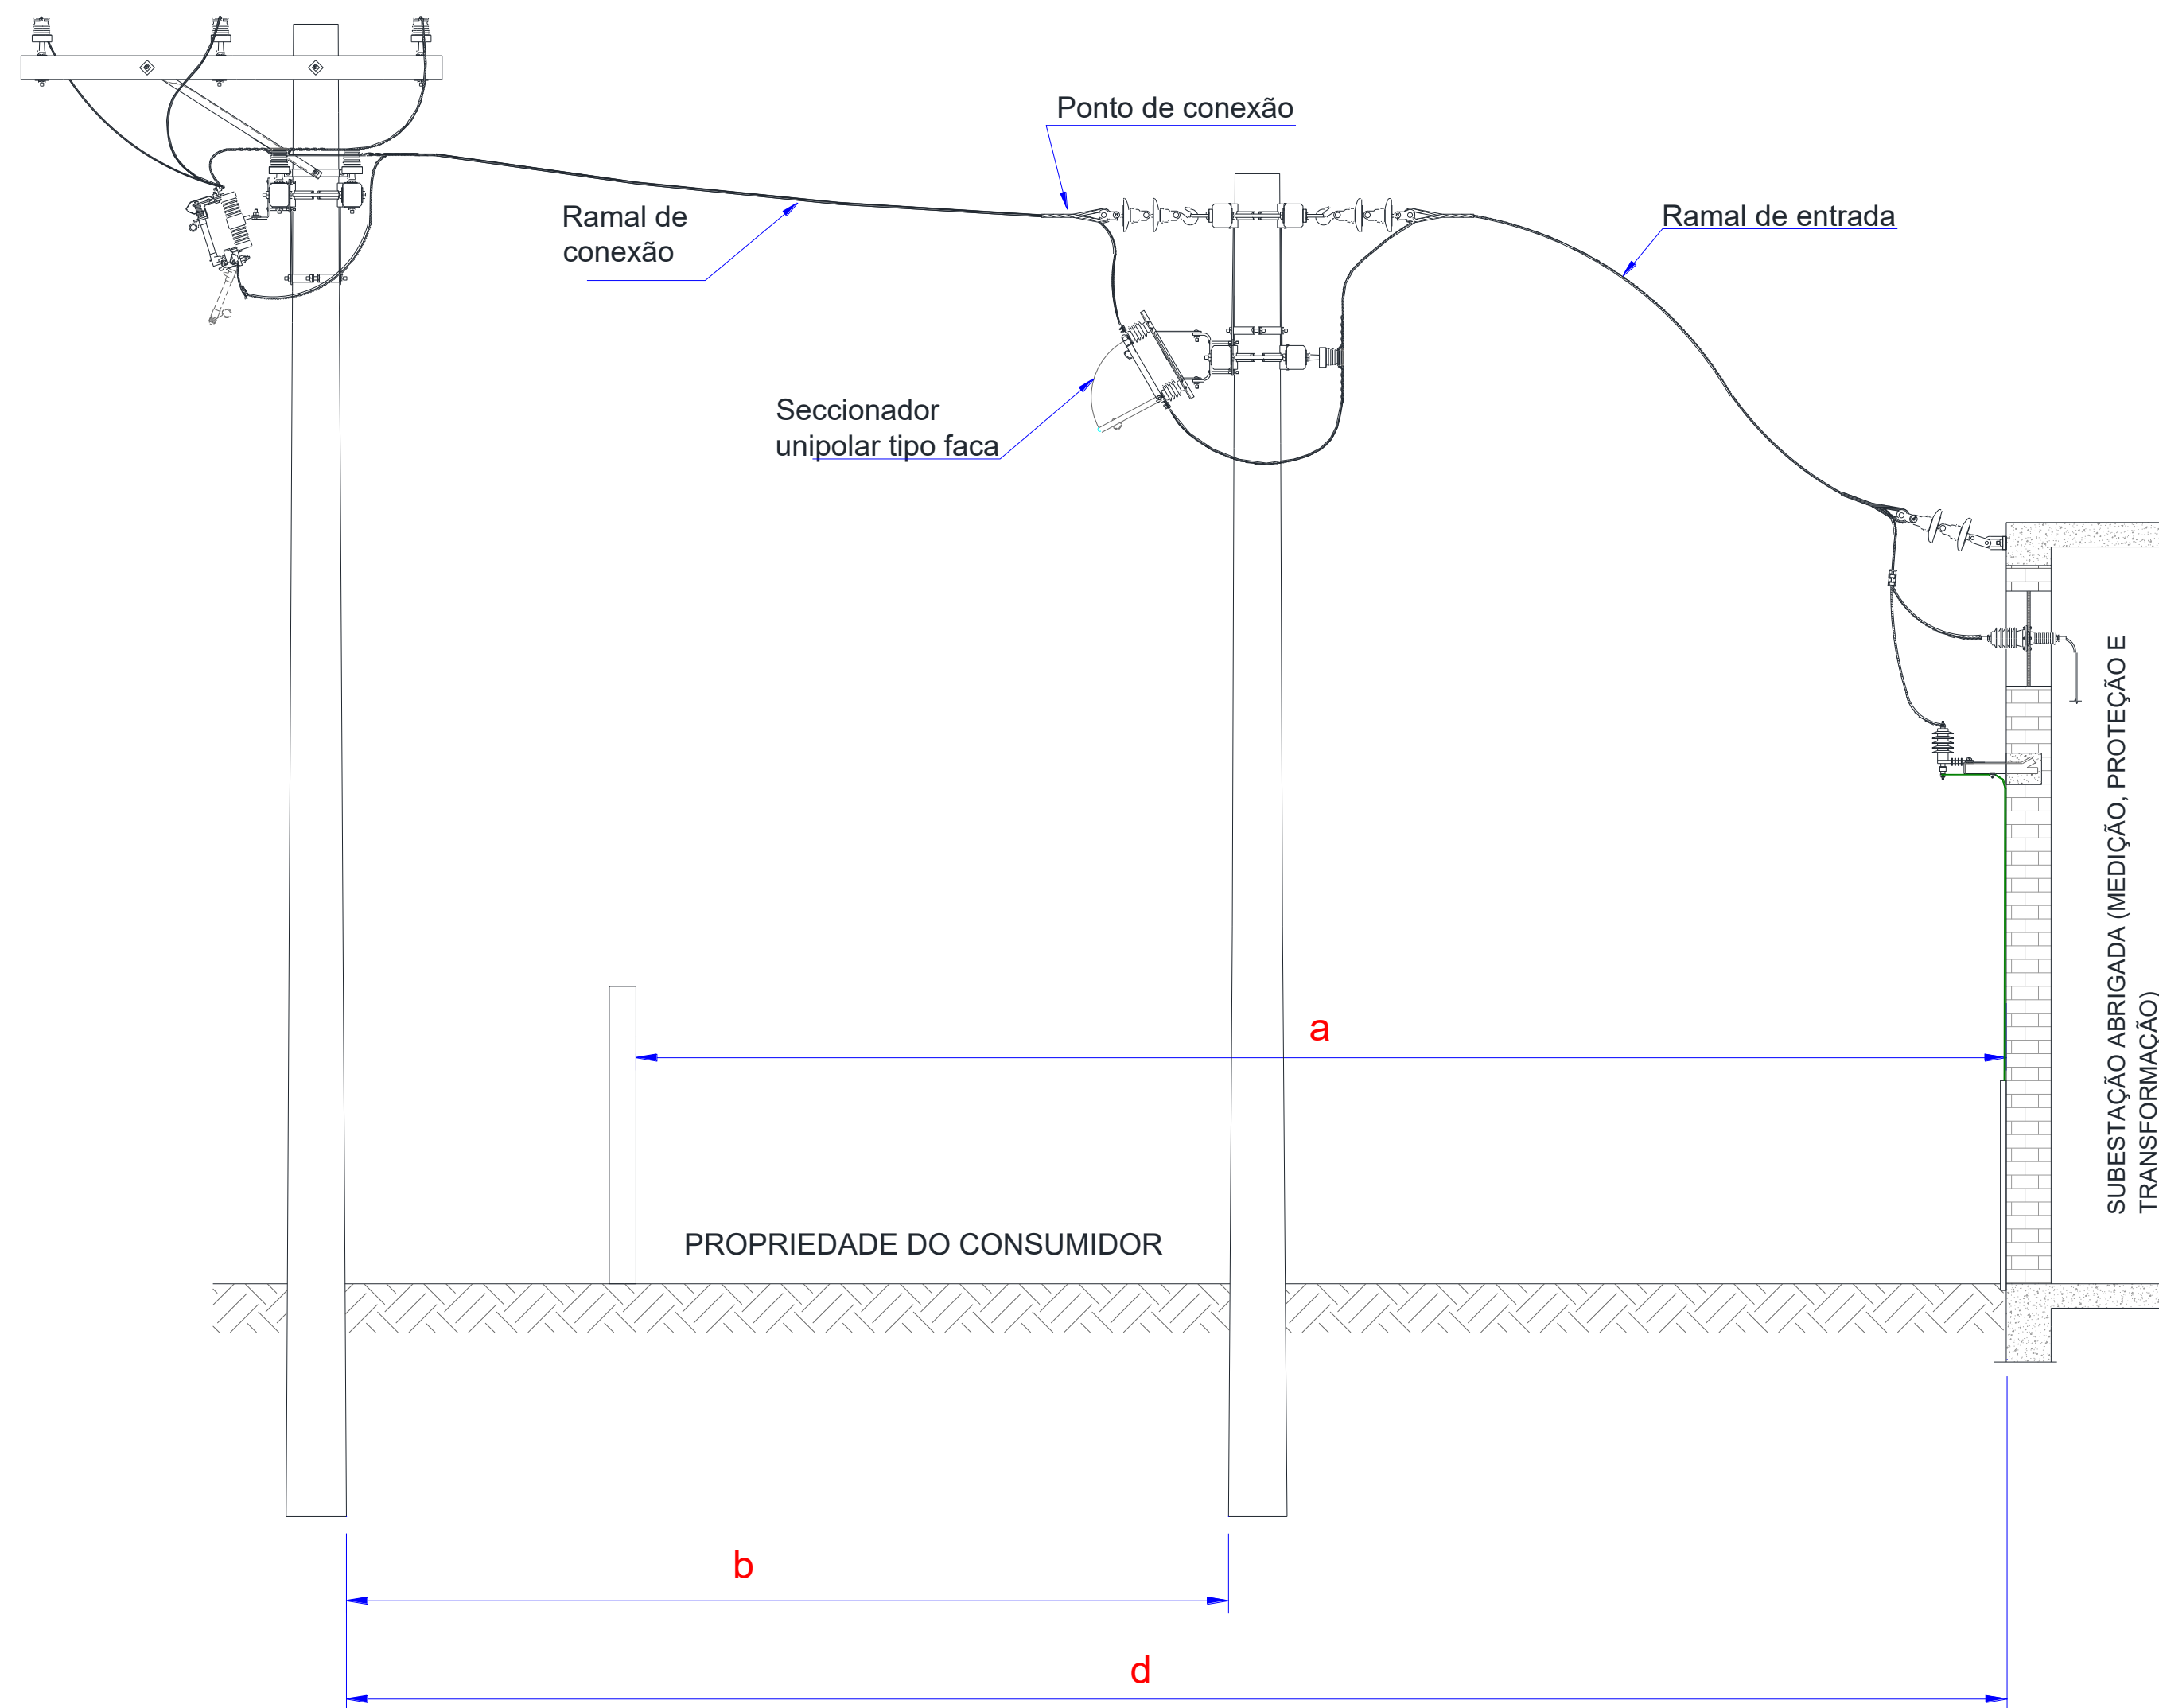 Ponto de conexão
Ramal de
conexão
Ramal de entrada
Seccionador
unipolar tipo faca
SUBESTAÇÃO ABRIGADA (MEDIÇÃO, PROTEÇÃO E
TRANSFORMAÇÃO)
a
PROPRIEDADE DO CONSUMIDOR
b
d